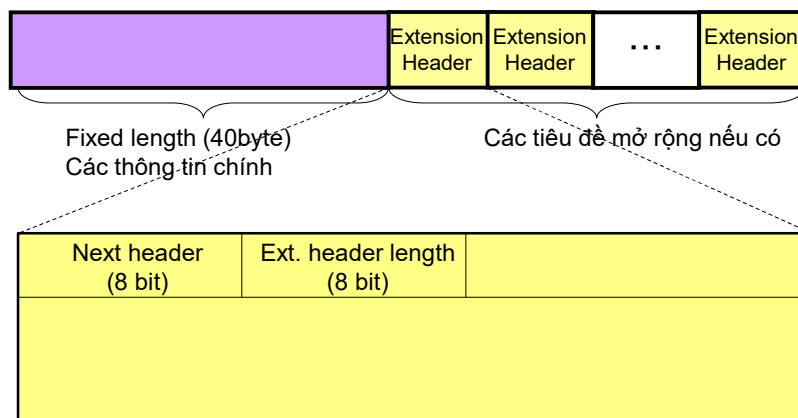 Extension
Header
Extension
Header
...
Extension
Header
Fixed length (40byte)
Các thông tin chính
Các tiêu đề mở rộng nếu có
Next header
(8 bit)
Ext. header length
(8 bit)